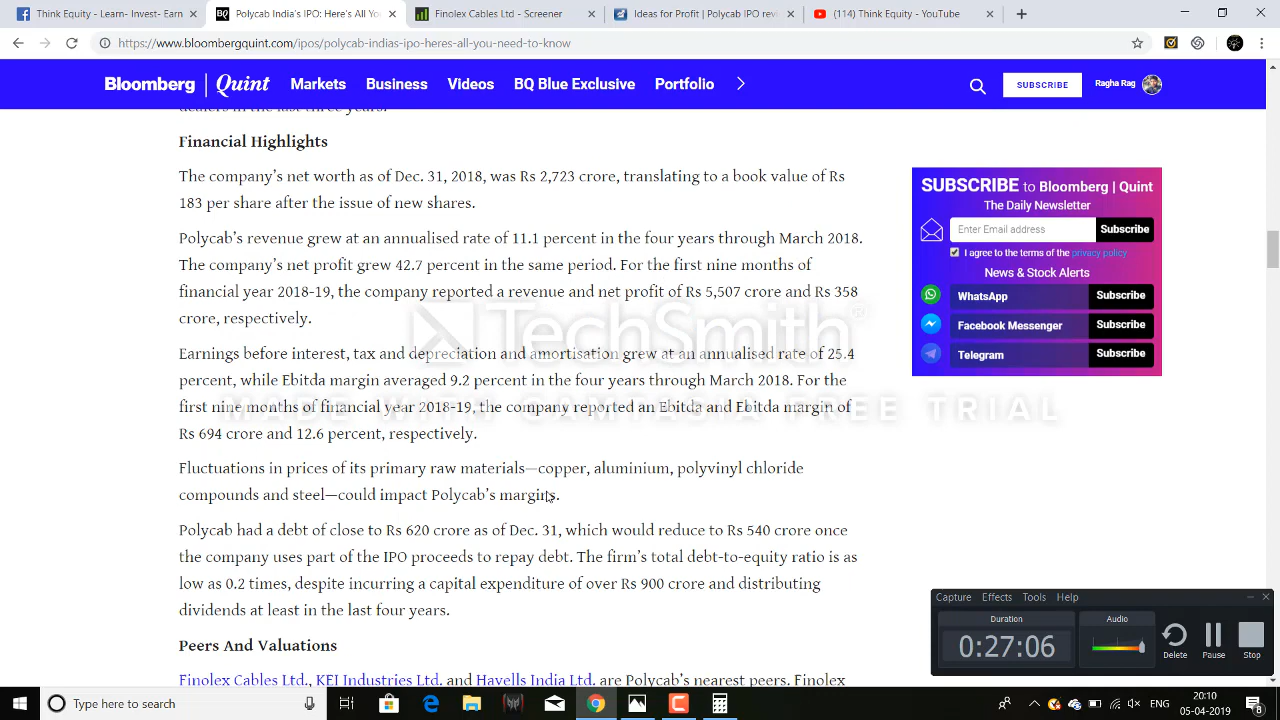 Think Equity - Learn- Invest- Earn
Polycab India's IPO: Here's All Yo
Finolex Cables Ltd - Screener
Ideas for Profit | Polycab IPO revi
(114) Think Equity - YouTube
https://www.bloombergquint.com/ipos/polycab-indias-ipo-heres-all-you-need-to-know
Bloomberg | Quint
Markets
Business
Videos
BQ Blue Exclusive
Portfolio
SUBSCRIBE
Ragha Rag
dealers in the last three years.
Financial Highlights
The company's net worth as of Dec. 31, 2018, was Rs 2,723 crore, translating to a book value of Rs
183 per share after the issue of new shares.
Polycab's revenue grew at an annualised rate of 11.1 percent in the four years through March 2018.
The company's net profit grew 42.7 percent in the same period. For the first nine months of
financial year 2018-19, the company reported a revenue and net profit of Rs 5,507 crore and Rs 358
crore, respectively.
Earnings before interest, tax and depreciation and amortisation grew at an annualised rate of 25.4
percent, while Ebitda margin averaged 9.2 percent in the four years through March 2018. For the
first nine months of financial year 2018-19, the company reported an Ebitda and Ebitda margin of
Rs 694 crore and 12.6 percent, respectively.
Fluctuations in prices of its primary raw materials—copper, aluminium, polyvinyl chloride
compounds and steel—could impact Polycab's margins.
Polycab had a debt of close to Rs 620 crore as of Dec. 31, which would reduce to Rs 540 crore once
the company uses part of the IPO proceeds to repay debt. The firm's total debt-to-equity ratio is as
low as 0.2 times, despite incurring a capital expenditure of over Rs 900 crore and distributing
dividends at least in the last four years.
Peers And Valuations
Finolex Cables Ltd., KEI Industries Ltd. and Havells India Ltd. are Polycab's nearest peers. Finolex
SUBSCRIBE to Bloomberg | Quint
The Daily Newsletter
Enter Email address
Subscribe
I agree to the terms of the privacy policy
News & Stock Alerts
WhatsApp
Subscribe
Facebook Messenger
Subscribe
Telegram
Subscribe
TechSmith®
MADE WITH CAMTASIA FREE TRIAL
Capture Effects Tools Help
Duration
0:27:06
Audio
Delete
Pause
Stop
Type here to search
ENG
20:10
05-04-2019
8